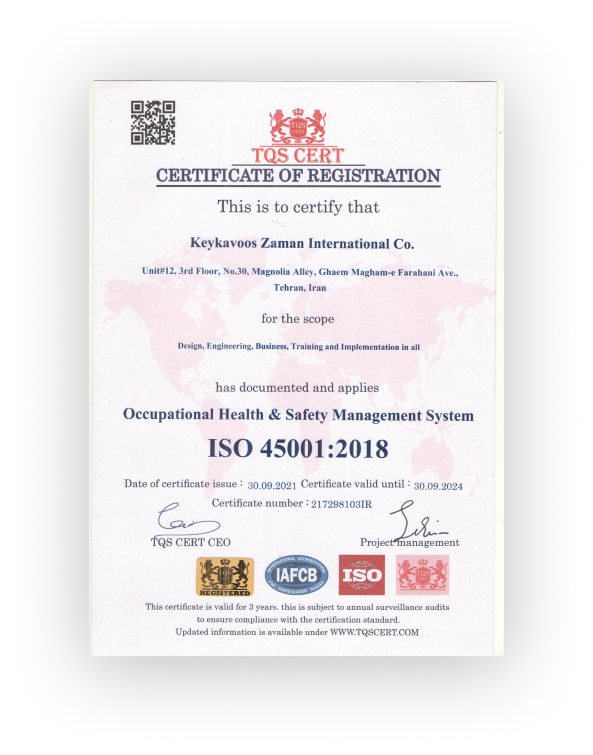 TQS
TQS CERT
CERTIFICATE OF REGISTRATION
This is to certify that
Keykavoos Zaman International Co.
Unit#12, 3rd Floor, No.30, Magnolia Alley, Ghaem Magham-e Farahani Ave.,
Tehran, Iran
for the scope
Design, Engineering, Business, Training and Implementation in all
has documented and applies
Occupational Health & Safety Management System
ISO 45001:2018
Date of certificate issue : 30.09.2021 Certificate valid until : 30.09.2024
Certificate number : 217298103IR
TQS CERT CEO
Project management
REGISTERED
IAFCB
ISO
This certificate is valid for 3 years. this is subject to annual surveillance audits
to ensure compliance with the certification standard.
Updated information is available under WWW.TQSCERT.COM